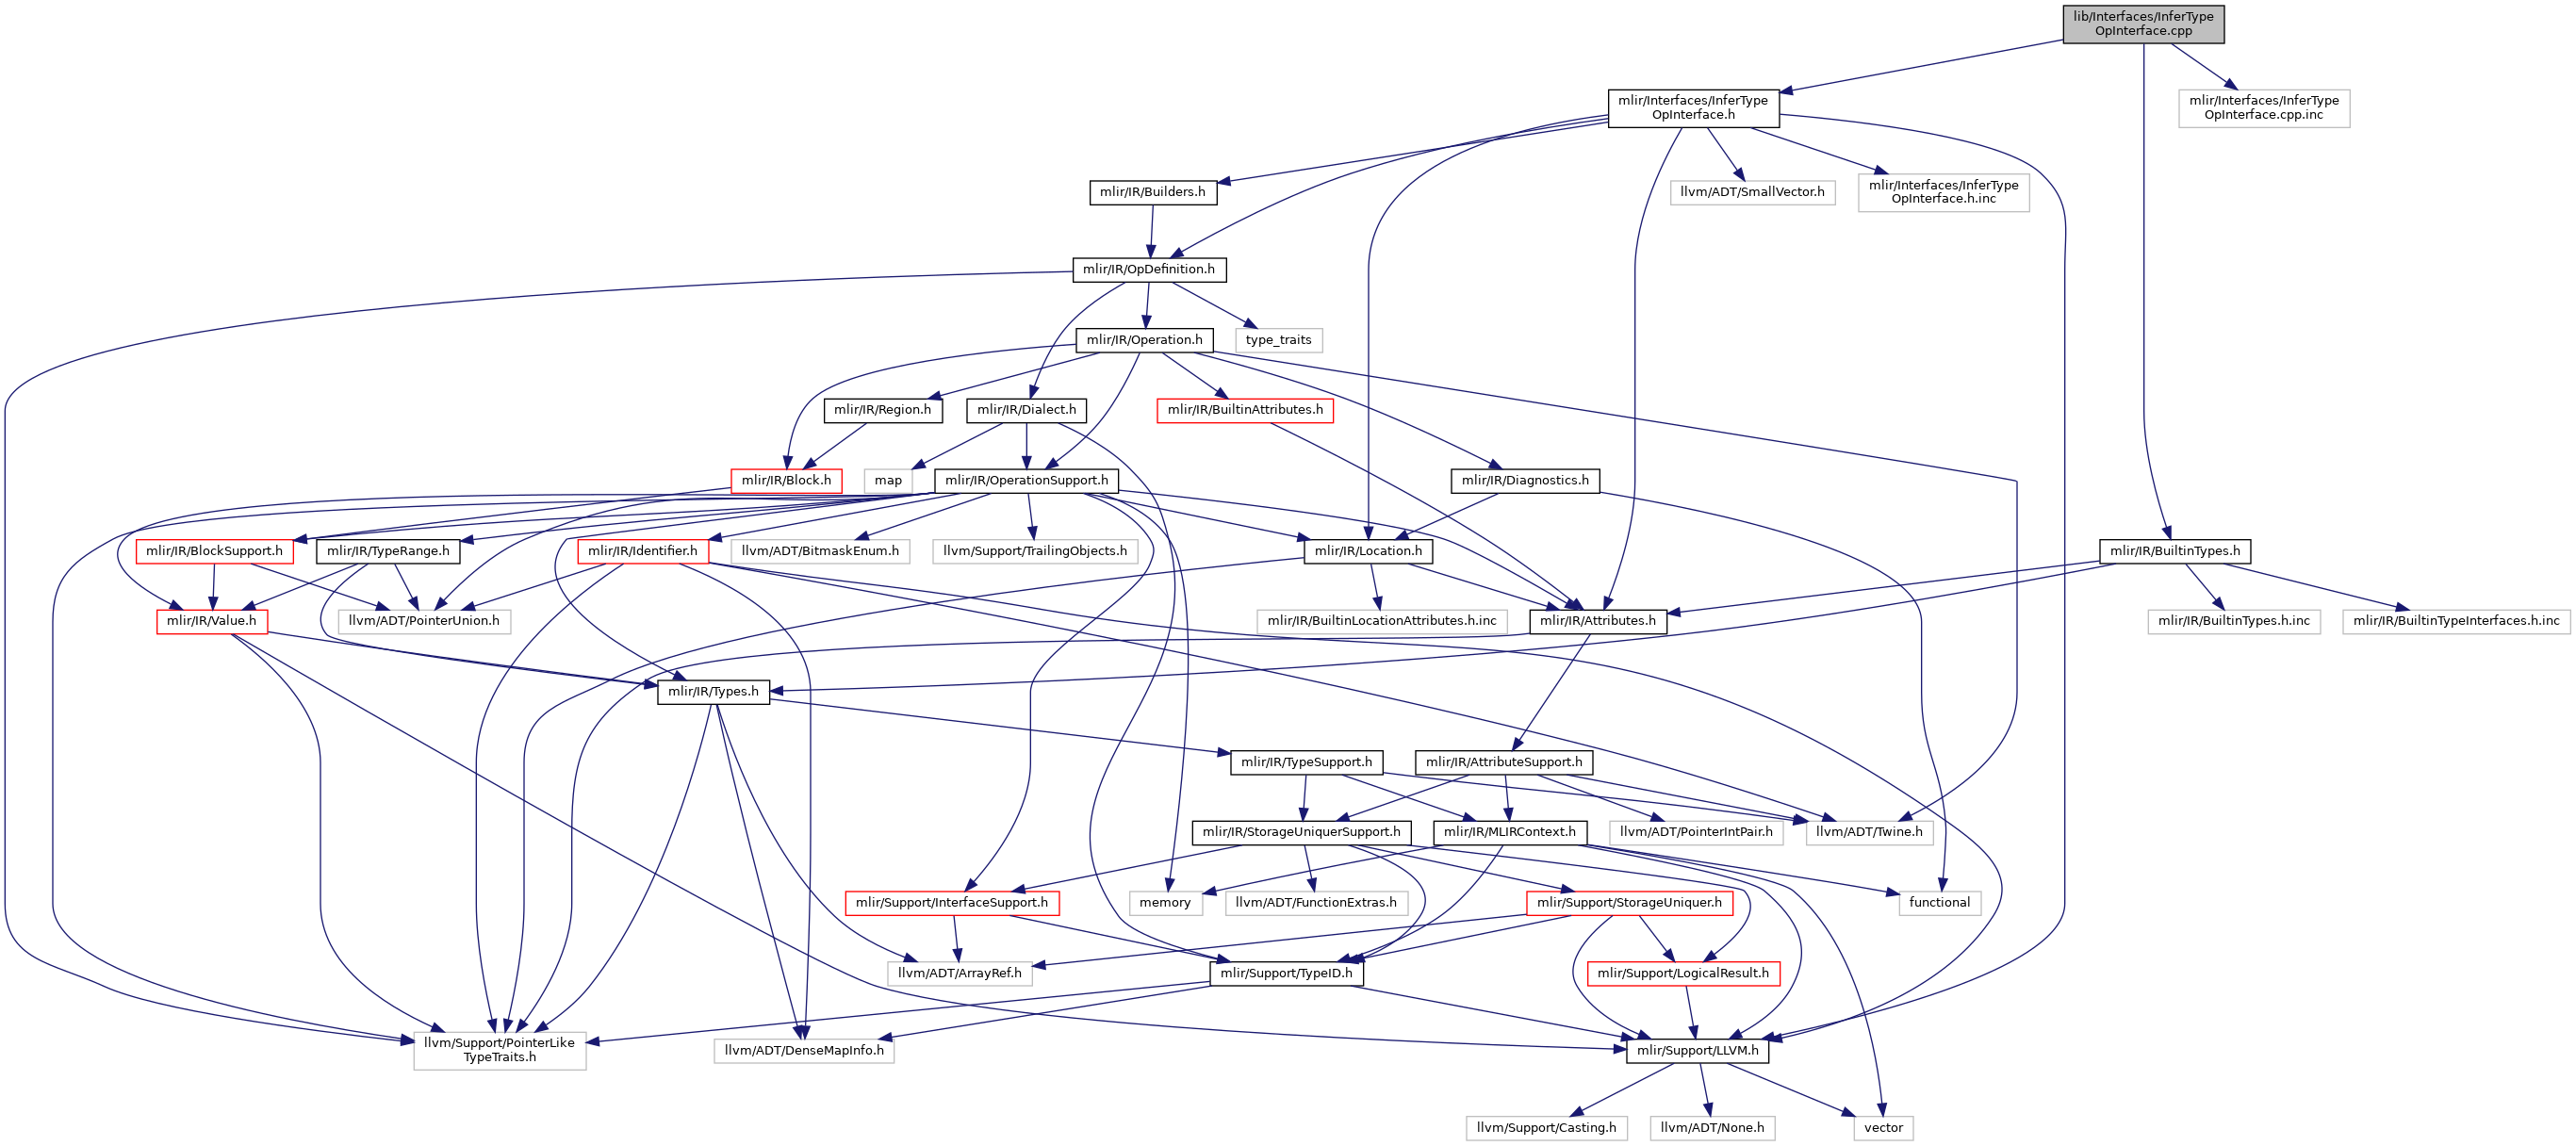 lib/Interfaces/InferType
OpInterface.cpp
mlir/Interfaces/InferType
OpInterface.h
mlir/Interfaces/InferType
OpInterface.cpp.inc
mlir/IR/Builders.h
llvm/ADT/SmallVector.h
mlir/Interfaces/InferType
OpInterface.h.inc
mlir/IR/OpDefinition.h
mlir/IR/Operation.h
type_traits
mlir/IR/Region.h
mlir/IR/Dialect.h
mlir/IR/BuiltinAttributes.h
mlir/IR/Block.h
map
mlir/IR/OperationSupport.h
mlir/IR/Diagnostics.h
mlir/IR/BlockSupport.h
mlir/IR/TypeRange.h
mlir/IR/Identifier.h
llvm/ADT/BitmaskEnum.h
llvm/Support/TrailingObjects.h
mlir/IR/Location.h
mlir/IR/BuiltinTypes.h
mlir/IR/Value.h
llvm/ADT/PointerUnion.h
mlir/IR/BuiltinLocationAttributes.h.inc
mlir/IR/Attributes.h
mlir/IR/BuiltinTypes.h.inc
mlir/IR/BuiltinTypeInterfaces.h.inc
mlir/IR/Types.h
mlir/IR/TypeSupport.h
mlir/IR/AttributeSupport.h
mlir/IR/StorageUniquerSupport.h
mlir/IR/MLIRContext.h
llvm/ADT/PointerIntPair.h
llvm/ADT/Twine.h
mlir/Support/InterfaceSupport.h
memory
llvm/ADT/FunctionExtras.h
mlir/Support/StorageUniquer.h
functional
llvm/ADT/ArrayRef.h
mlir/Support/TypeID.h
mlir/Support/LogicalResult.h
llvm/Support/PointerLike
TypeTraits.h
llvm/ADT/DenseMapInfo.h
mlir/Support/LLVM.h
llvm/Support/Casting.h
llvm/ADT/None.h
vector